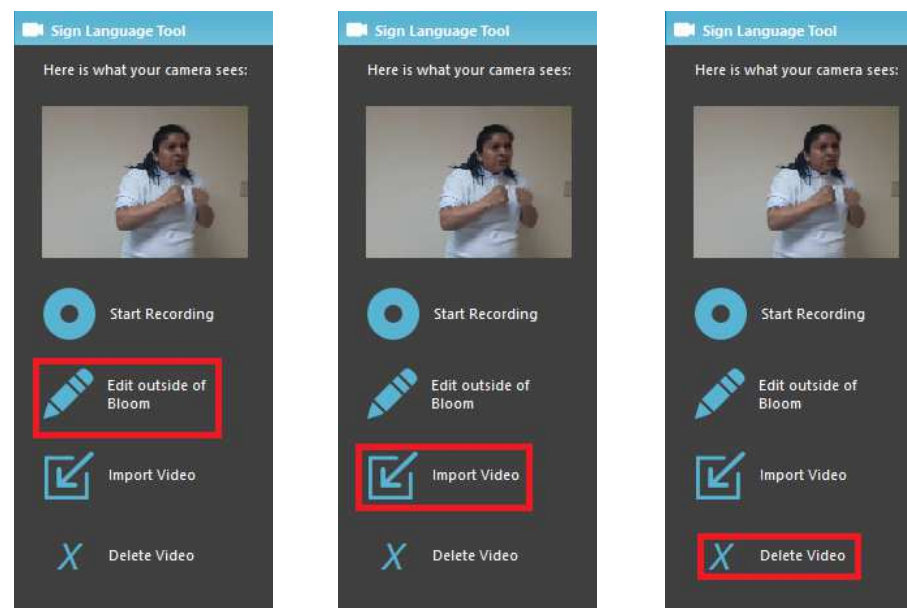 Sign Language Tool
Here is what your camera sees:
Start Recording
Edit outside of
Bloom
Import Video
X Delete Video
Sign Language Tool
Here is what your camera sees:
Start Recording
Edit outside of
Bloom
Import Video
X Delete Video
Sign Language Tool
Here is what your camera sees:
Start Recording
Edit outside of
Bloom
Import Video
X Delete Video